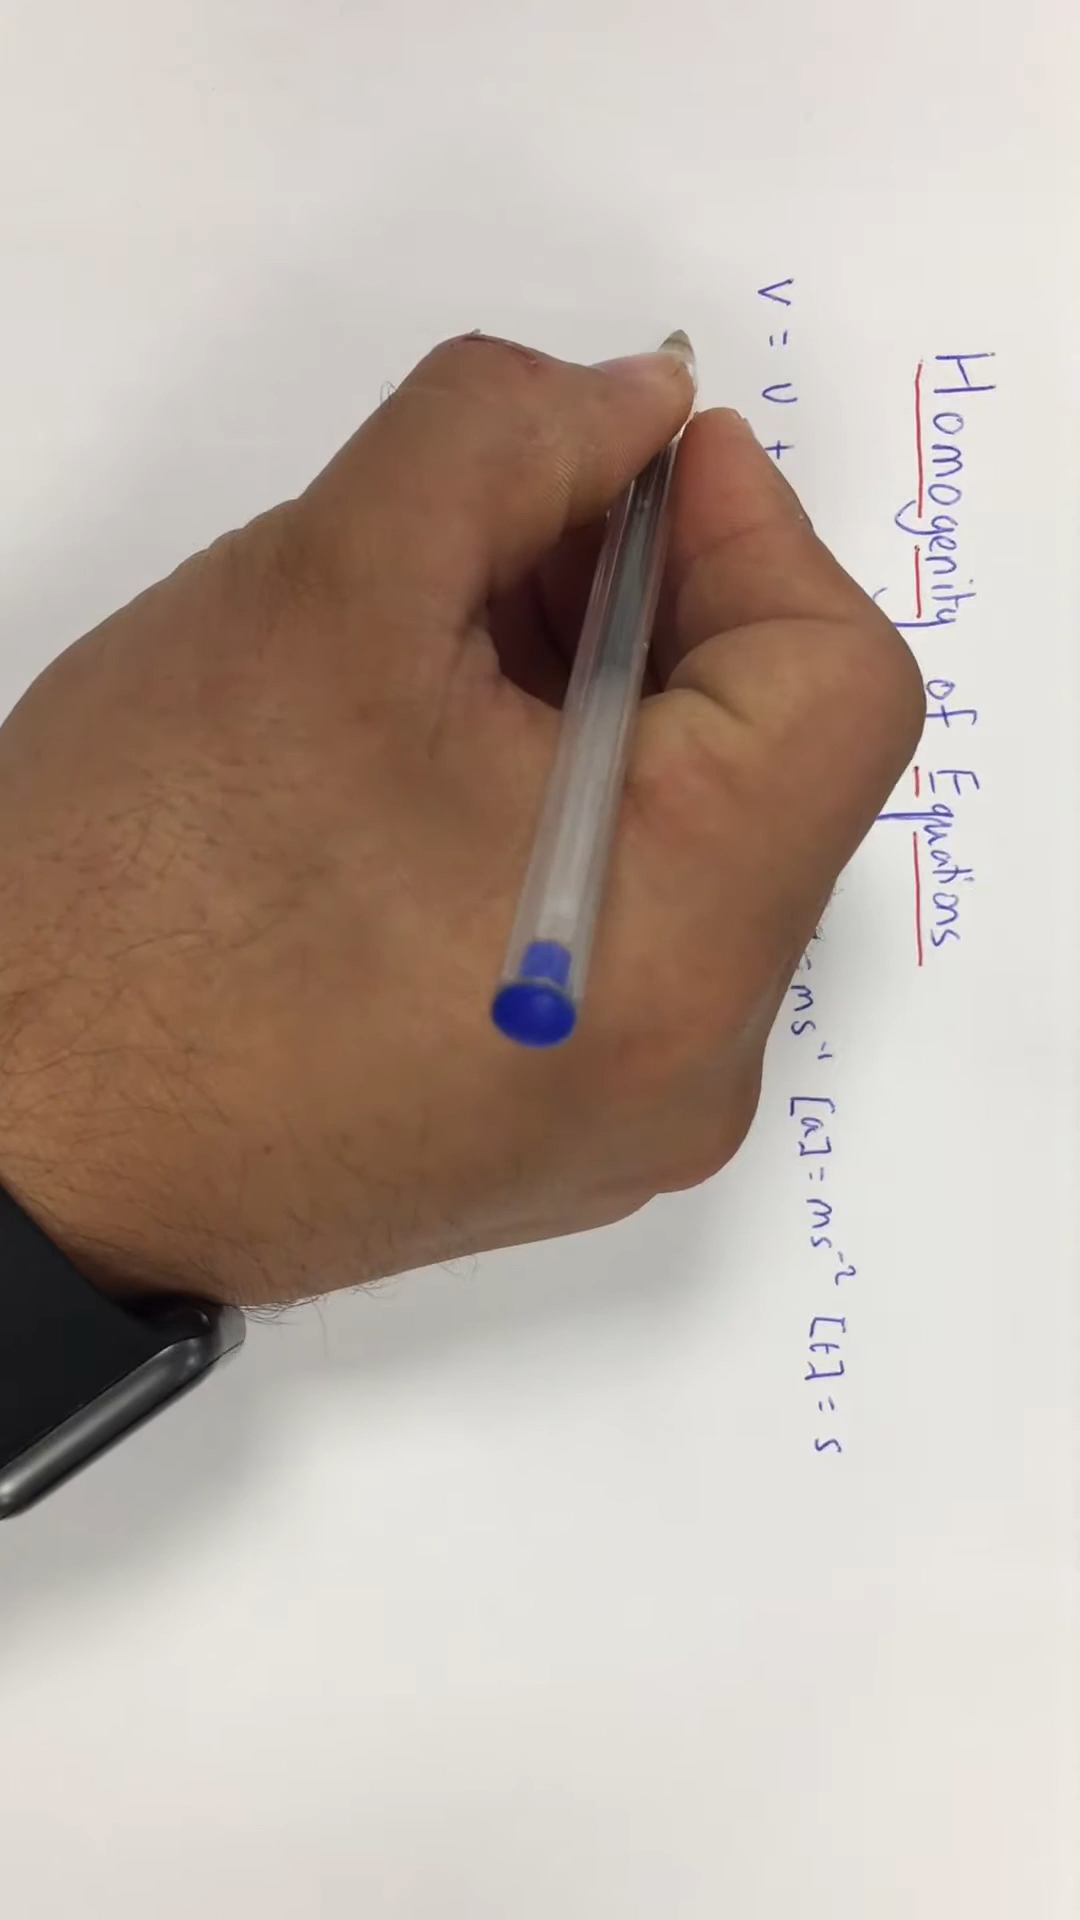 Homogenity of Equations
v = u +
= ms⁻¹ [a] = ms⁻² [t] = s